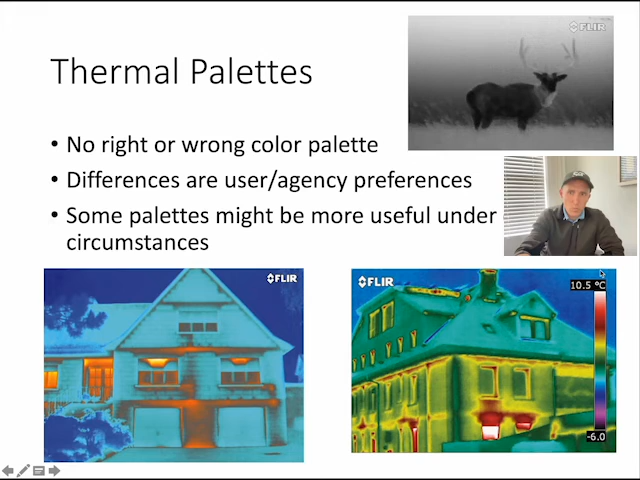 FLIR
Thermal Palettes
• No right or wrong color palette
• Differences are user/agency preferences
• Some palettes might be more useful under
circumstances
FLIR
FLIR
10.5 °C
-6.0